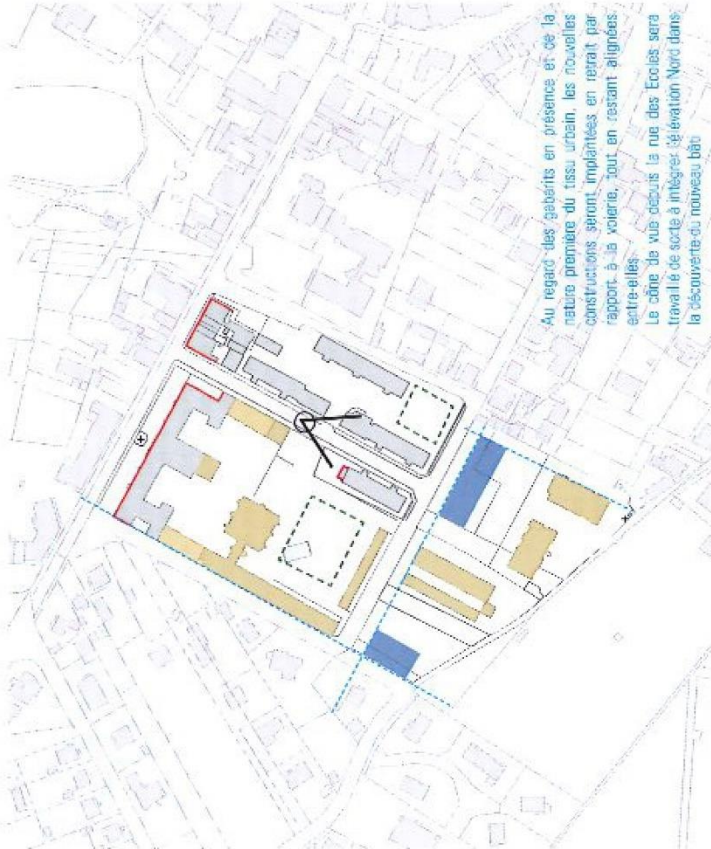 Au regard des gabarits en présence et de la
nature première du tissu urbain, les nouvelles
constructions seront implantées en retrait par
rapport à la voierie, tout en restant alignées
entre-elles.
Le cône de vue depuis la rue des Ecoles sera
travaillé de sorte à intégrer l'élévation Nord dans
la découverte du nouveau bâti